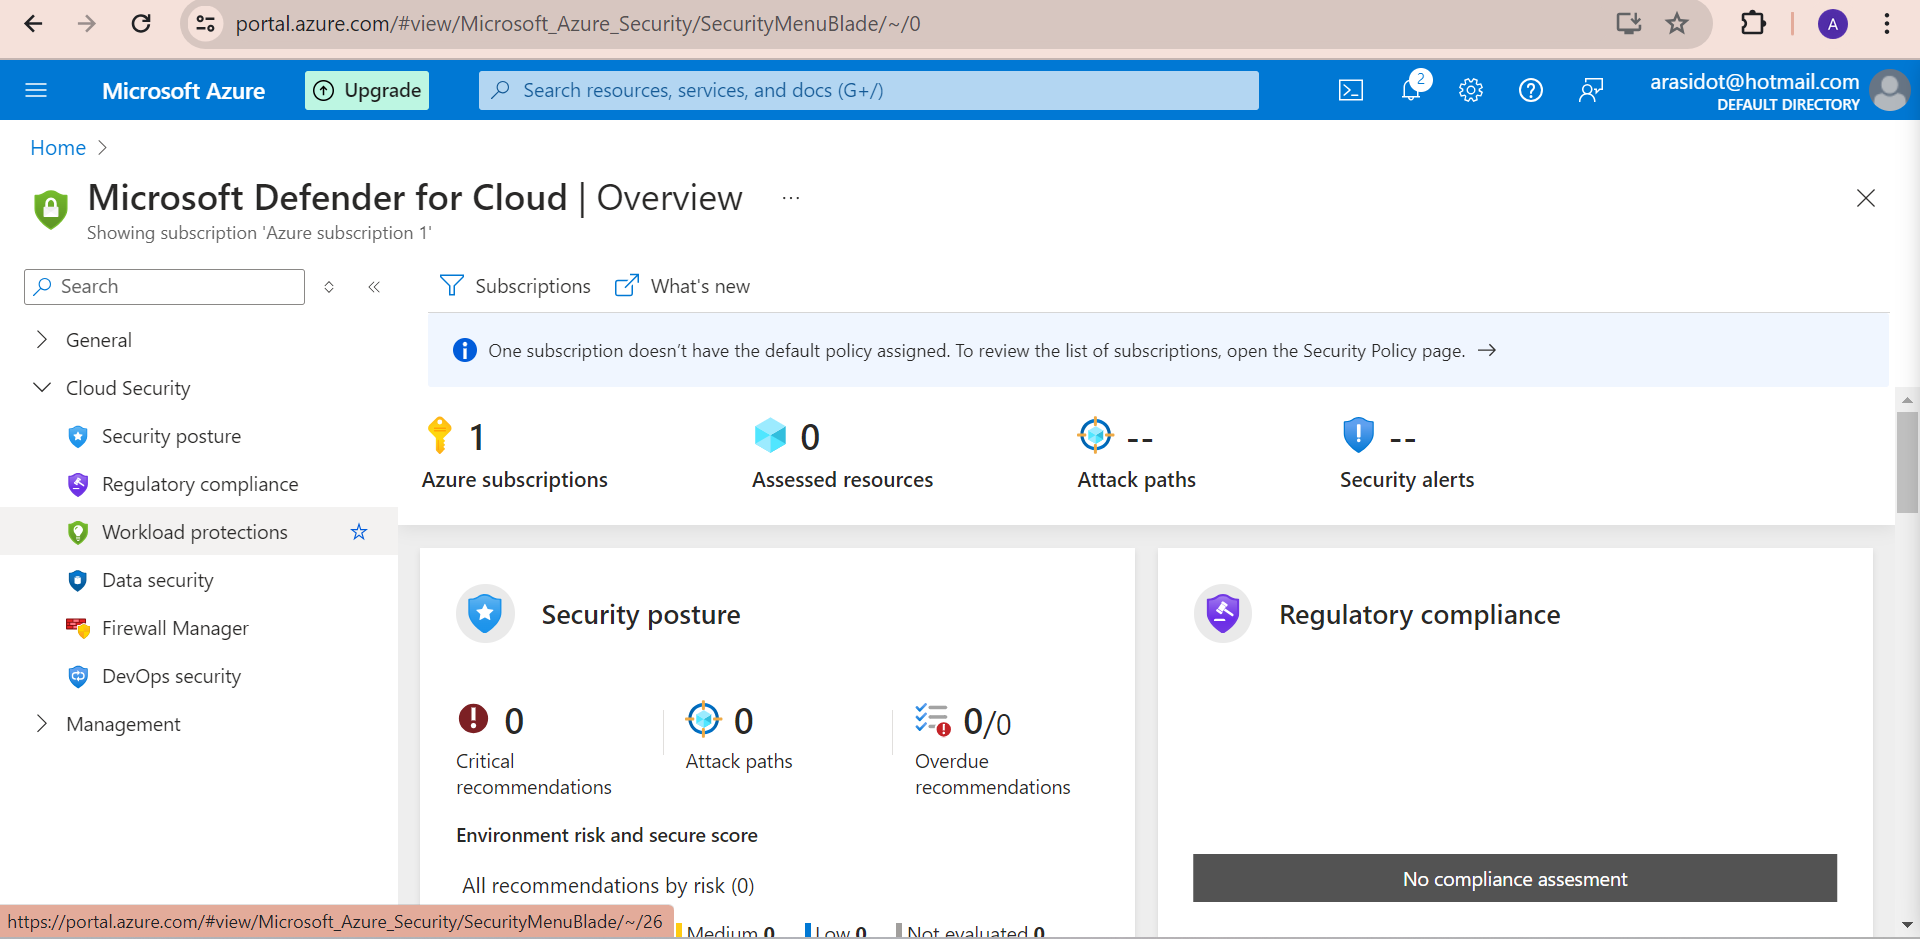 portal.azure.com/#view/Microsoft_Azure_Security/SecurityMenuBlade/~/0
A
Microsoft Azure
Upgrade
Search resources, services, and docs (G+/)
2
arasidot@hotmail.com
DEFAULT DIRECTORY
Home
Microsoft Defender for Cloud | Overview
...
Showing subscription 'Azure subscription 1'
Search
Subscriptions
What's new
General
Cloud Security
Security posture
Regulatory compliance
Workload protections
Data security
Firewall Manager
DevOps security
Management
One subscription doesn't have the default policy assigned. To review the list of subscriptions, open the Security Policy page.
1
Azure subscriptions
0
Assessed resources
--
Attack paths
--
Security alerts
Security posture
0
Critical
recommendations
0
Attack paths
0/0
Overdue
recommendations
Environment risk and secure score
All recommendations by risk (0)
Medium 0
Low 0
Not evaluated 0
Regulatory compliance
No compliance assesment
https://portal.azure.com/#view/Microsoft_Azure_Security/SecurityMenuBlade/~/26